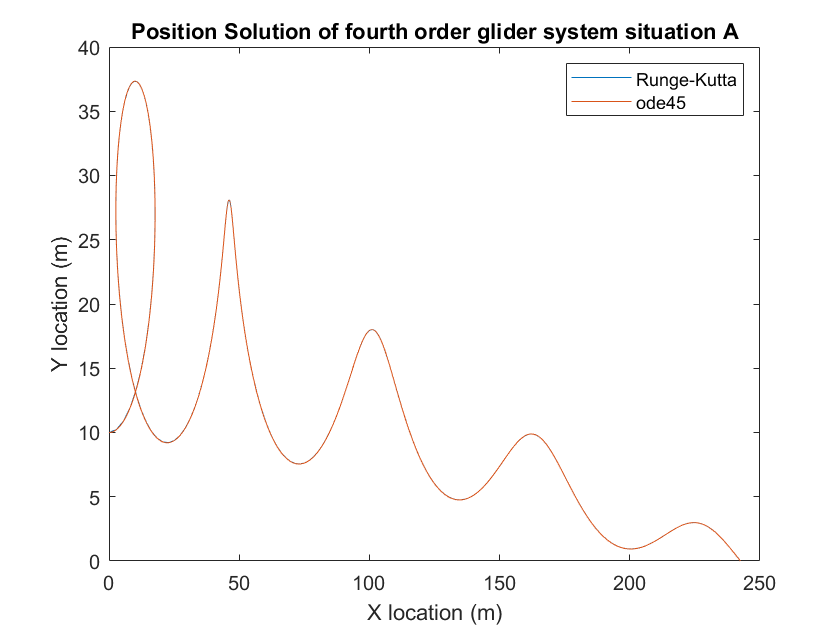 Position Solution of fourth order glider system situation A
Runge-Kutta
ode45
Y location (m)
40
35
30
25
20
15
10
5
0
0 50 100 150 200 250
X location (m)